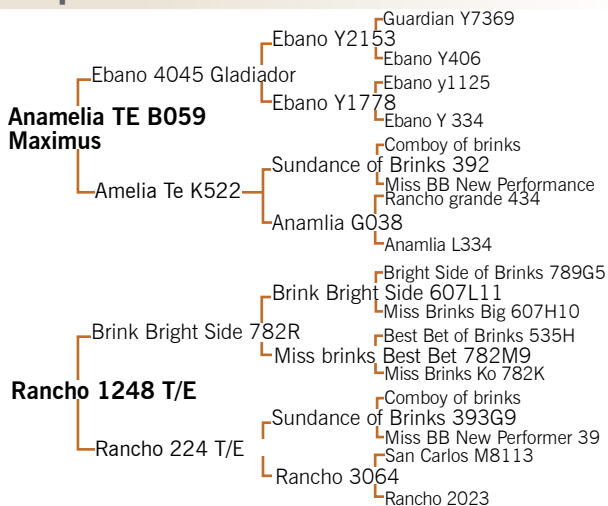 Guardian Y7369
Ebano Y2153
Ebano Y406
Ebano 4045 Gladiador
Ebano y1125
Ebano Y1778
Ebano Y 334
Anamelia TE B059
Maximus
Comboy of brinks
Sundance of Brinks 392
Miss BB New Performance
Amelia Te K522
Rancho grande 434
Anamlia G038
Anamlia L334
Bright Side of Brinks 789G5
Brink Bright Side 607L11
Miss Brinks Big 607H10
Brink Bright Side 782R
Best Bet of Brinks 535H
Miss brinks Best Bet 782M9
Miss Brinks Ko 782K
Rancho 1248 T/E
Comboy of brinks
Sundance of Brinks 393G9
Miss BB New Performer 39
Rancho 224 T/E
San Carlos M8113
Rancho 3064
Rancho 2023